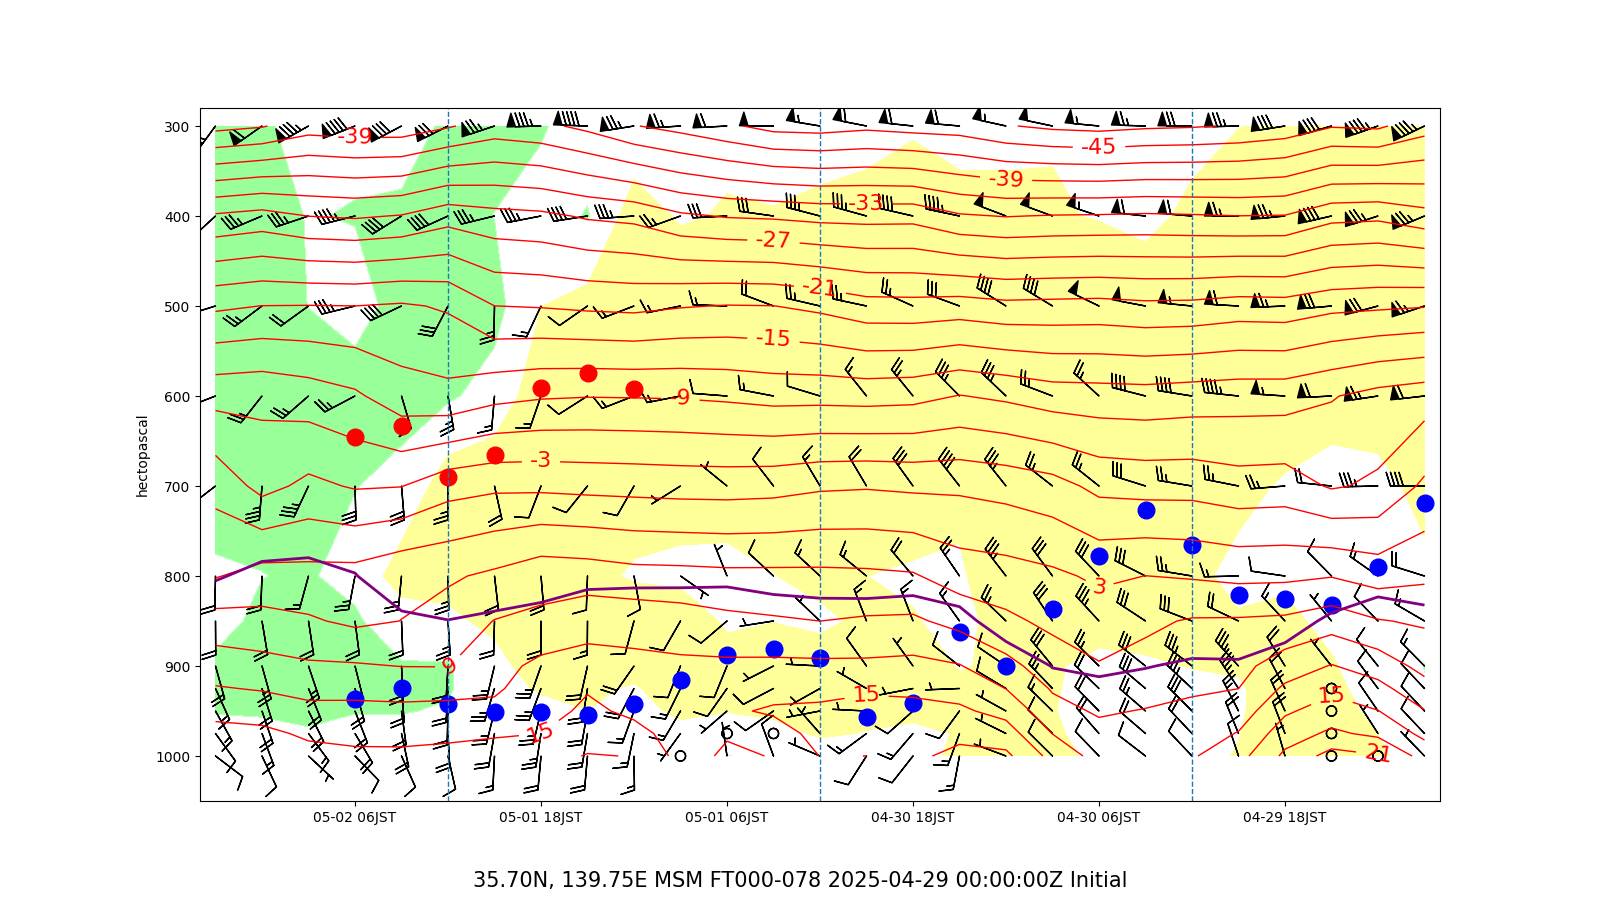 300
400
500
600
700
800
900
1000
hectopascal
-39
-45
-39
-33
-27
-21
-15
-9
-3
3
9
15
15
15
21
05-02 06JST
05-01 18JST
05-01 06JST
04-30 18JST
04-30 06JST
04-29 18JST
35.70N, 139.75E MSM FT000-078 2025-04-29 00:00:00Z Initial